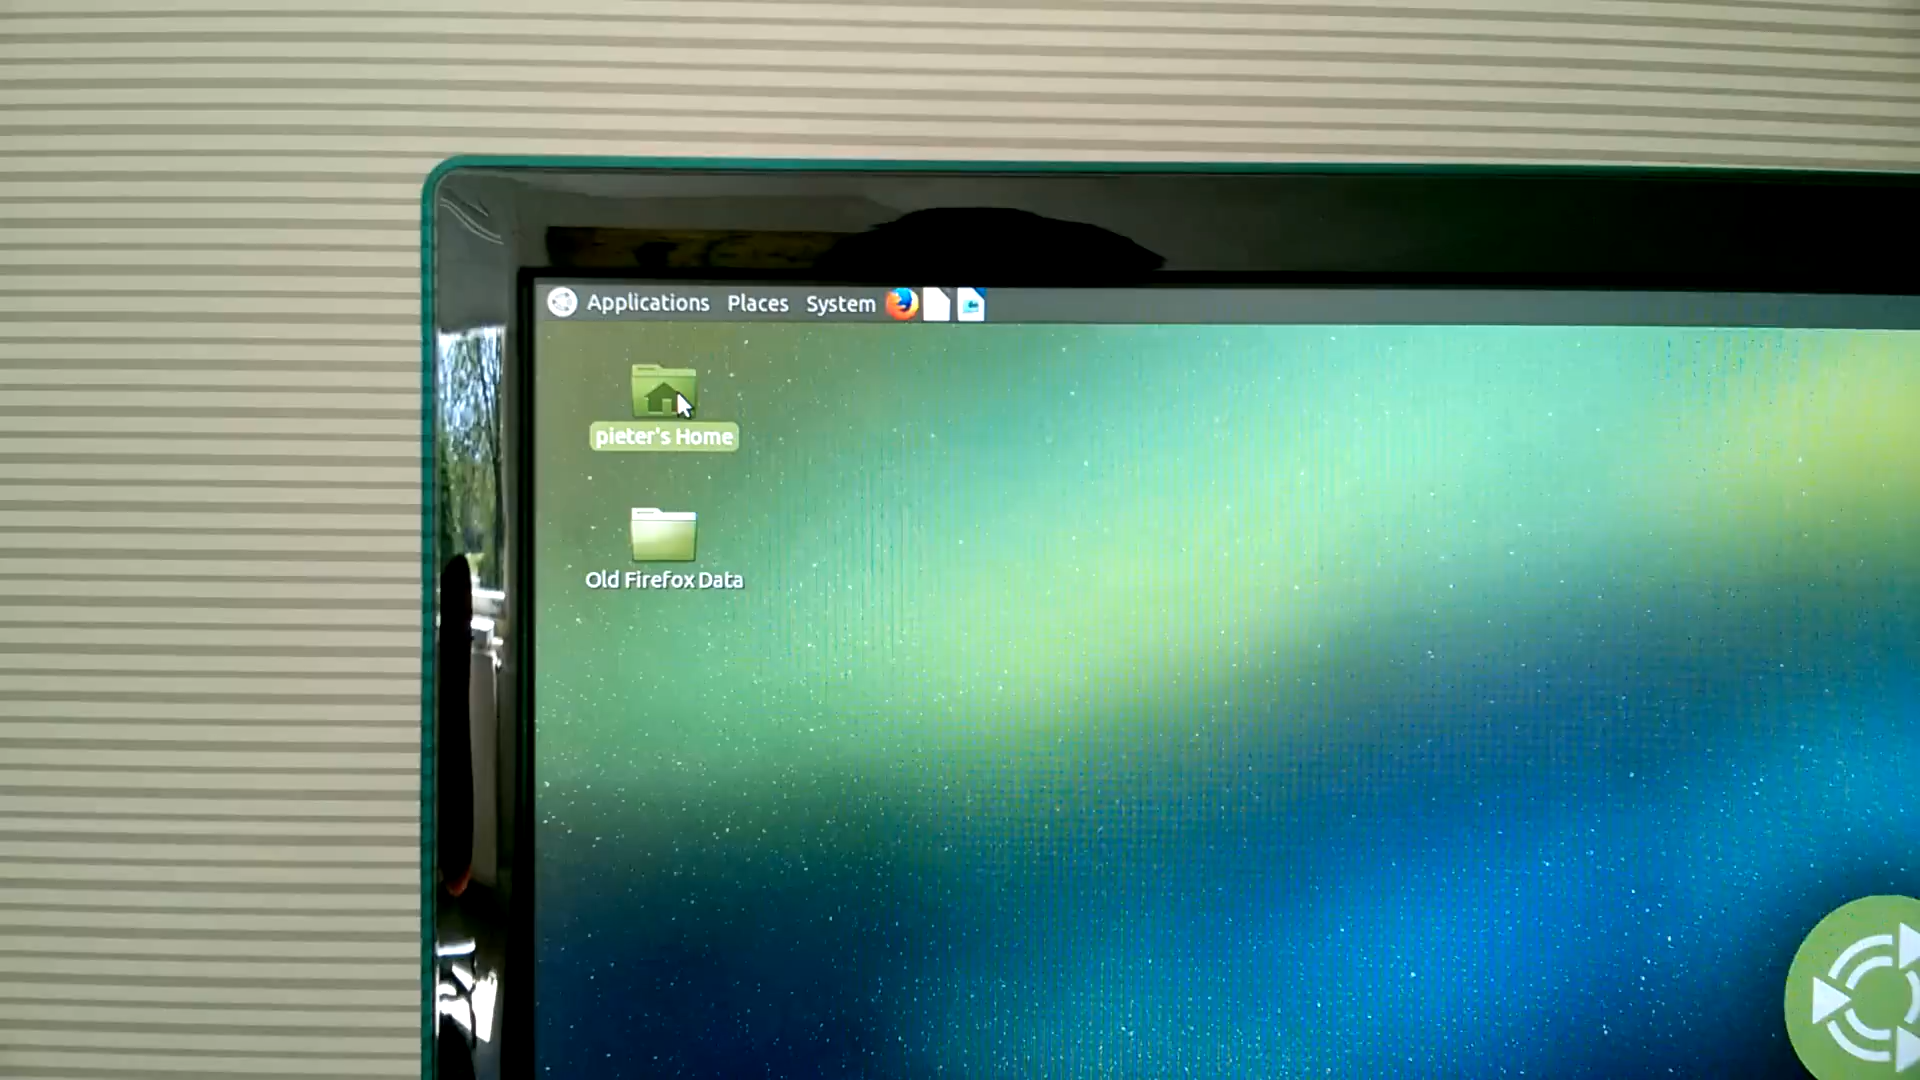 Applications Places System
pieter's Home
Old Firefox Data